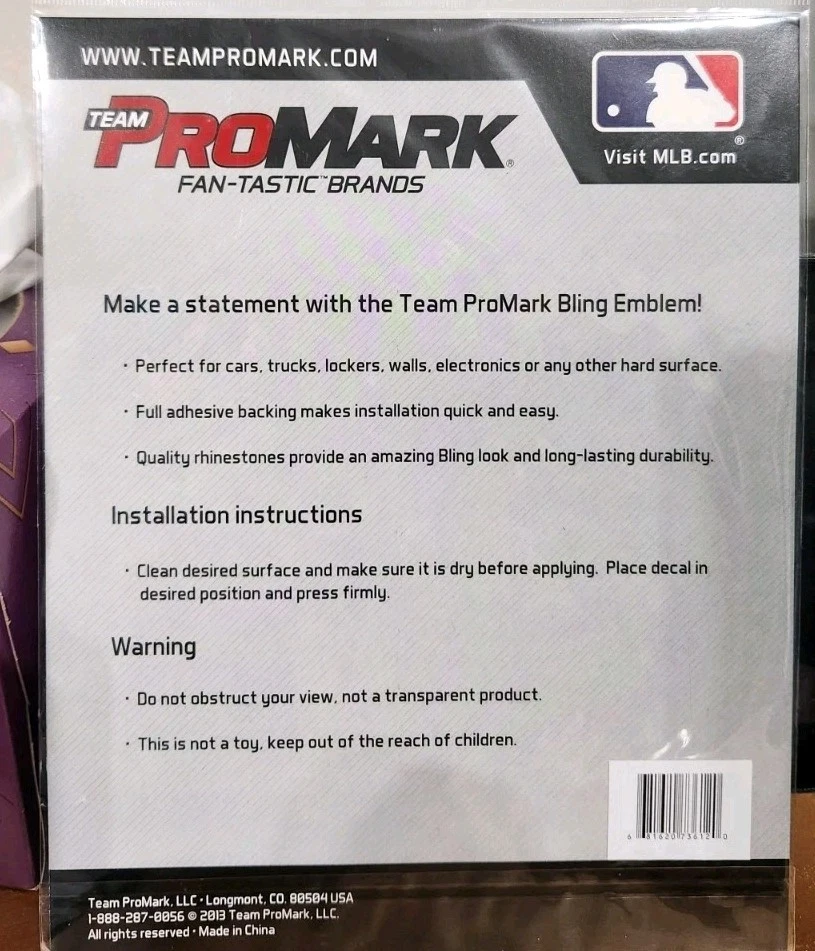 WWW.TEAMPROMARK.COM
TEAM
PROMARK®
FAN-TASTIC™BRANDS
®
Visit MLB.com
Make a statement with the Team ProMark Bling Emblem!
· Perfect for cars, trucks, lockers, walls, electronics or any other hard surface.
· Full adhesive backing makes installation quick and easy.
· Quality rhinestones provide an amazing Bling look and long-lasting durability.
Installation instructions
· Clean desired surface and make sure it is dry before applying. Place decal in
desired position and press firmly.
Warning
· Do not obstruct your view, not a transparent product.
· This is not a toy, keep out of the reach of children.
6 81620 73612 0
Team ProMark, LLC · Longmont, CO. 80504 USA
1-888-287-0056 © 2013 Team ProMark, LLC.
All rights reserved · Made in China